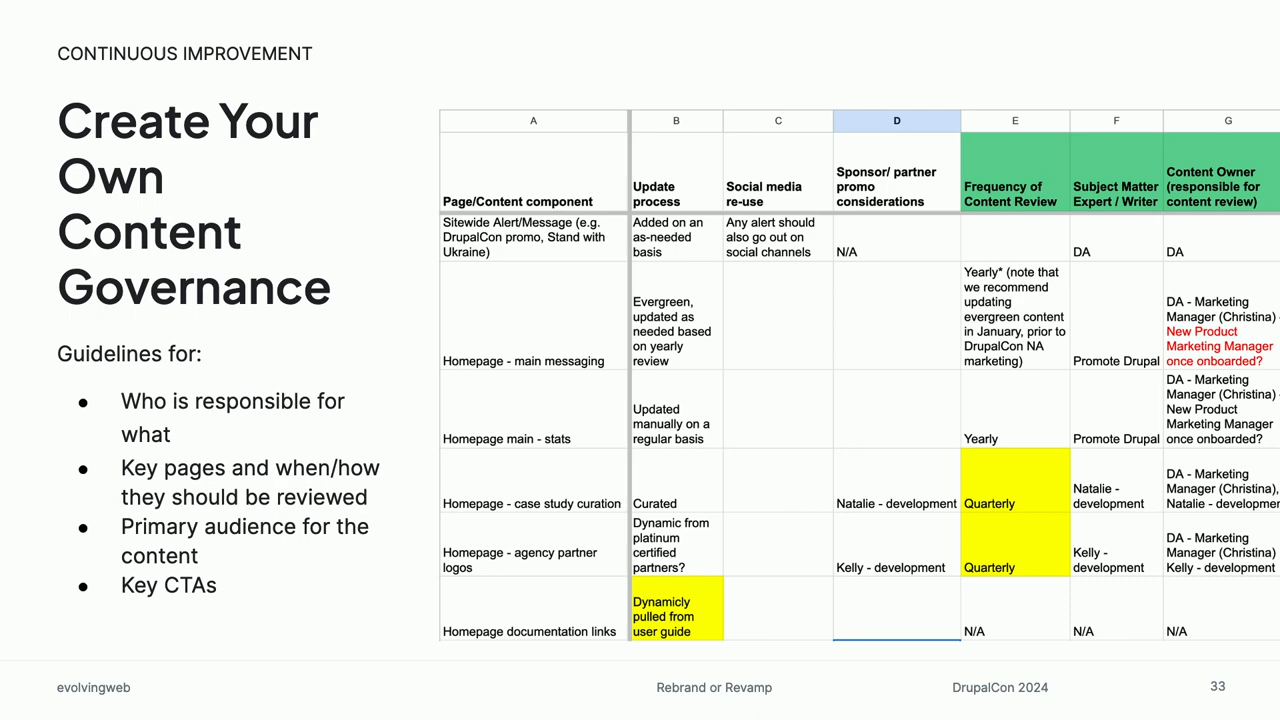 CONTINUOUS IMPROVEMENT
Create Your
Own
Content
Governance
Guidelines for:
● Who is responsible for
what
● Key pages and when/how
they should be reviewed
● Primary audience for the
content
● Key CTAs
A B C D E F G
Page/Content component
Update
process
Social media
re-use
Sponsor/ partner
promo
considerations
Frequency of
Content Review
Subject Matter
Expert / Writer
Content Owner
(responsible for
content review)
Sitewide Alert/Message (e.g.
DrupalCon promo, Stand with
Ukraine)
Added on an
as-needed
basis
Any alert should
also go out on
social channels
N/A
DA
DA
Homepage - main messaging
Evergreen,
updated as
needed based
on yearly
review
Yearly* (note that
we recommend
updating
evergreen content
in January, prior to
DrupalCon NA
marketing)
Promote Drupal
DA - Marketing
Manager (Christina) -
New Product
Marketing Manager
once onboarded?
Homepage main - stats
Updated
manually on a
regular basis
Yearly
Promote Drupal
DA - Marketing
Manager (Christina) -
New Product
Marketing Manager
once onboarded?
Homepage - case study curation
Curated
Natalie - development
Quarterly
Natalie -
development
DA - Marketing
Manager (Christina),
Natalie - developmen
Homepage - agency partner
logos
Dynamic from
platinum
certified
partners?
Kelly - development
Quarterly
Kelly -
development
DA - Marketing
Manager (Christina)
Kelly - development
Homepage documentation links
Dynamicly
pulled from
user guide
N/A
N/A
N/A
evolvingweb
Rebrand or Revamp
DrupalCon 2024
33